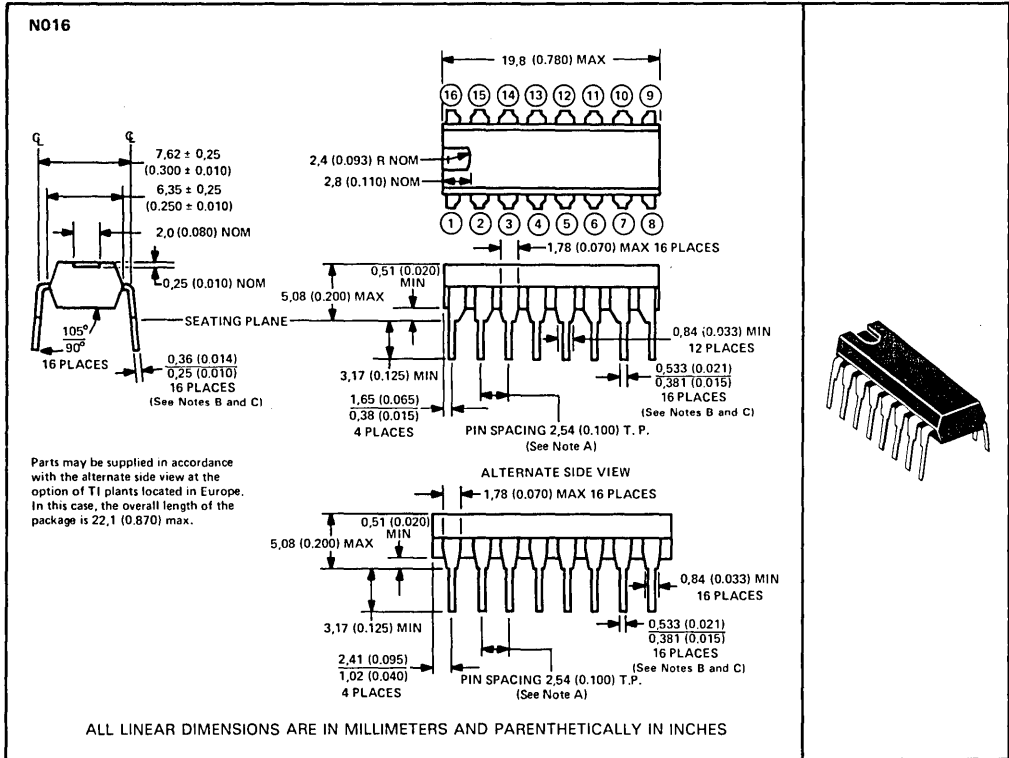 N016
19,8 (0.780) MAX
16 15 14 13 12 11 10 9
℄ ℄
7,62 ± 0,25
(0.300 ± 0.010)
6,35 ± 0,25
(0.250 ± 0.010)
2,0 (0.080) NOM
0,25 (0.010) NOM
2,4 (0.093) R NOM
2,8 (0.110) NOM
1 2 3 4 5 6 7 8
1,78 (0.070) MAX 16 PLACES
0,51 (0.020)
MIN
5,08 (0.200) MAX
SEATING PLANE
105°
90°
16 PLACES
0,36 (0.014)
0,25 (0.010)
16 PLACES
(See Notes B and C)
3,17 (0.125) MIN
0,84 (0.033) MIN
12 PLACES
0,533 (0.021)
0,381 (0.015)
16 PLACES
(See Notes B and C)
1,65 (0.065)
0,38 (0.015)
4 PLACES
PIN SPACING 2,54 (0.100) T. P.
(See Note A)
Parts may be supplied in accordance
with the alternate side view at the
option of TI plants located in Europe.
In this case, the overall length of the
package is 22,1 (0.870) max.
ALTERNATE SIDE VIEW
1,78 (0.070) MAX 16 PLACES
0,51 (0.020)
MIN
5,08 (0.200) MAX
0,84 (0.033) MIN
16 PLACES
3,17 (0.125) MIN
0,533 (0.021)
0,381 (0.015)
16 PLACES
(See Notes B and C)
2,41 (0.095)
1,02 (0.040)
4 PLACES
PIN SPACING 2,54 (0.100) T.P.
(See Note A)
ALL LINEAR DIMENSIONS ARE IN MILLIMETERS AND PARENTHETICALLY IN INCHES